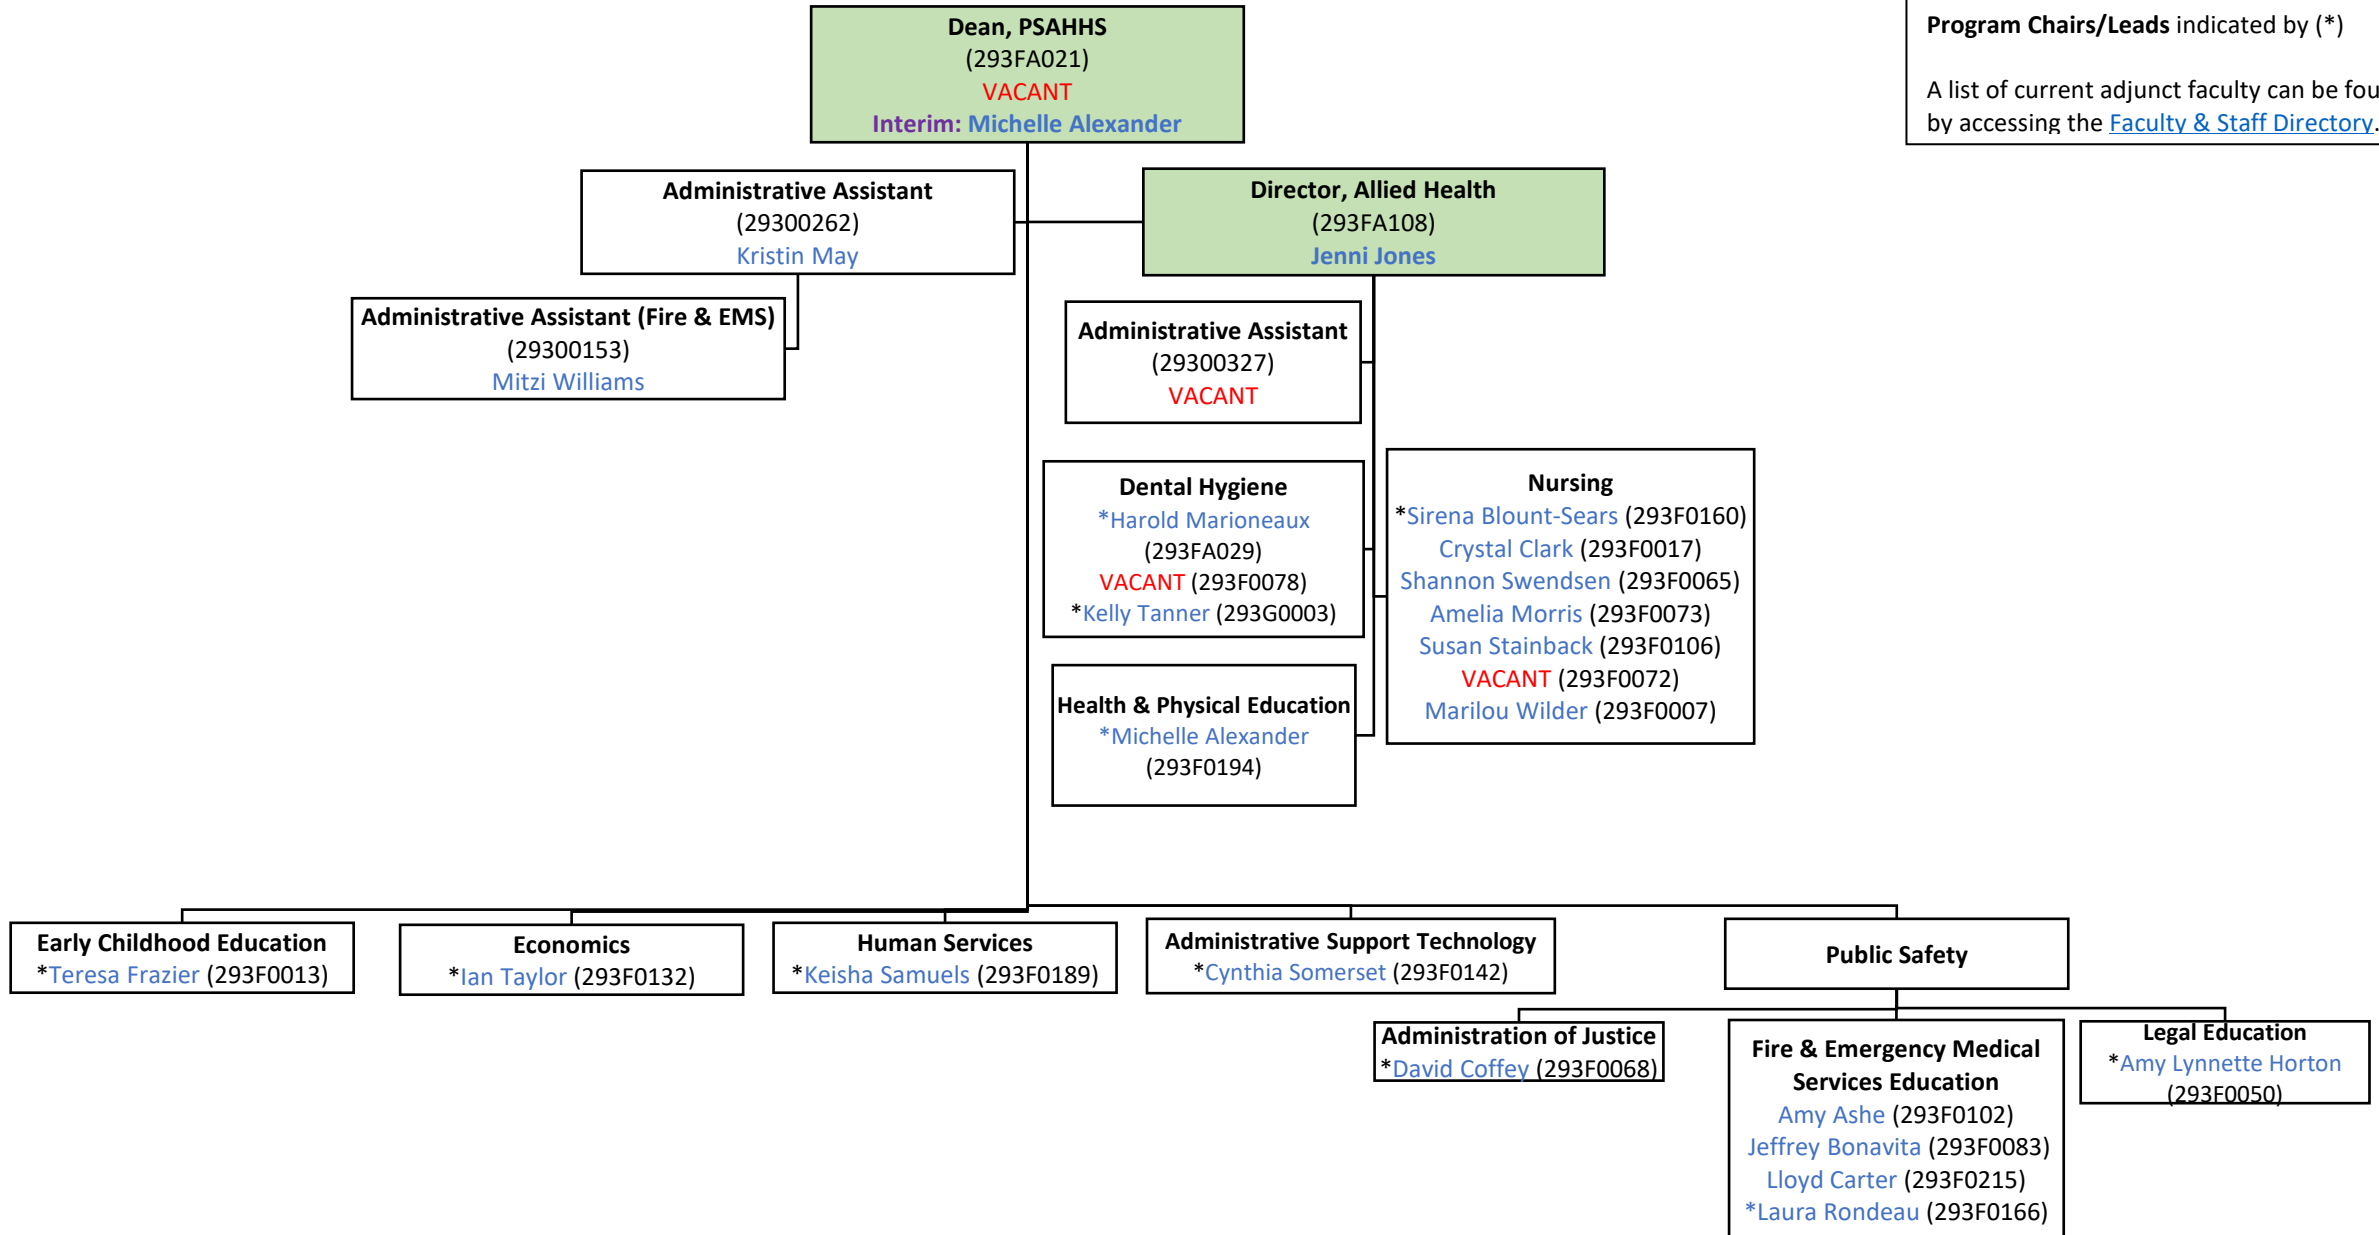 Dean, PSAHHS
(293FA021)
VACANT
Interim: Michelle Alexander
Program Chairs/Leads indicated by (*)
A list of current adjunct faculty can be fou
by accessing the Faculty & Staff Directory.
Administrative Assistant
(29300262)
Kristin May
Director, Allied Health
(293FA108)
Jenni Jones
Administrative Assistant (Fire & EMS)
(29300153)
Mitzi Williams
Administrative Assistant
(29300327)
VACANT
Dental Hygiene
*Harold Marioneaux
(293FA029)
VACANT (293F0078)
*Kelly Tanner (293G0003)
Nursing
*Sirena Blount-Sears (293F0160)
Crystal Clark (293F0017)
Shannon Swendsen (293F0065)
Amelia Morris (293F0073)
Susan Stainback (293F0106)
VACANT (293F0072)
Marilou Wilder (293F0007)
Health & Physical Education
*Michelle Alexander
(293F0194)
Early Childhood Education
*Teresa Frazier (293F0013)
Economics
*Ian Taylor (293F0132)
Human Services
*Keisha Samuels (293F0189)
Administrative Support Technology
*Cynthia Somerset (293F0142)
Public Safety
Administration of Justice
*David Coffey (293F0068)
Fire & Emergency Medical
Services Education
Amy Ashe (293F0102)
Jeffrey Bonavita (293F0083)
Lloyd Carter (293F0215)
*Laura Rondeau (293F0166)
Legal Education
*Amy Lynnette Horton
(293F0050)